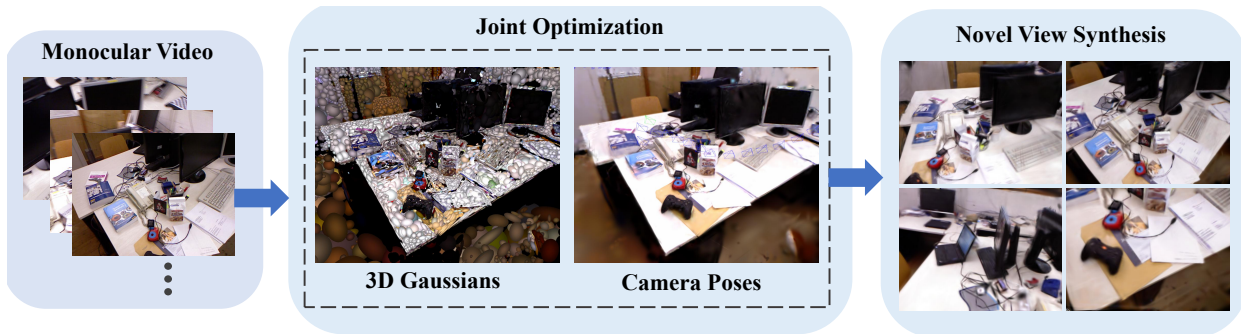 Monocular Video
Joint Optimization
3D Gaussians
Camera Poses
Novel View Synthesis